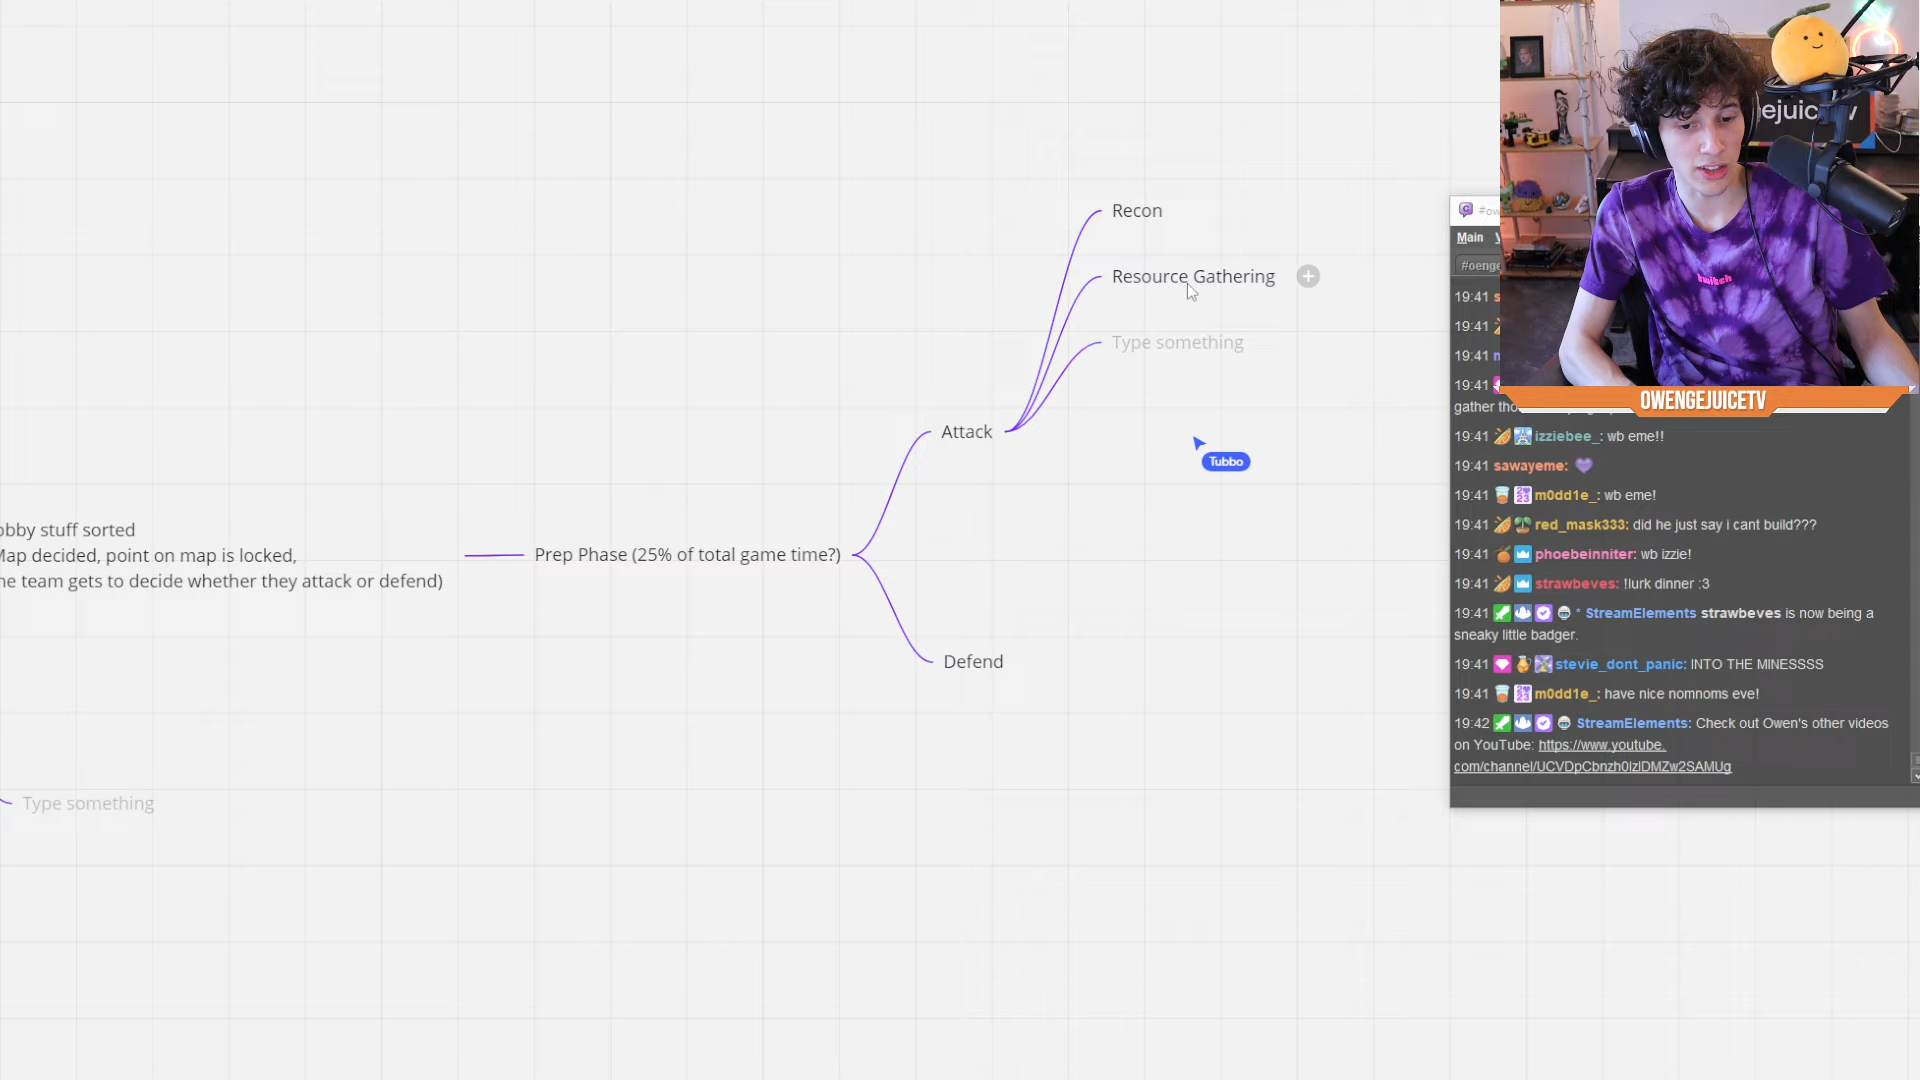 Recon
Resource Gathering
Type something
Attack
Tubbo
obby stuff sorted
Map decided, point on map is locked,
he team gets to decide whether they attack or defend)
Prep Phase (25% of total game time?)
Defend
Type something
ejuic v
twitch
OWENGEJUICETV
#ow
Main
#oenge
19:41
19:41
19:41
19:41
gather tho
19:41 izziebee_: wb eme!!
19:41 sawayeme:
19:41 m0dd1e_: wb eme!
19:41 red_mask333: did he just say i cant build???
19:41 phoebeinniter: wb izzie!
19:41 strawbeves: !lurk dinner :3
19:41 * StreamElements strawbeves is now being a
sneaky little badger.
19:41 stevie_dont_panic: INTO THE MINESSSS
19:41 m0dd1e_: have nice nomnoms eve!
19:42 StreamElements: Check out Owen's other videos
on YouTube: https://www.youtube.
com/channel/UCVDpCbnzh0lzlDMZw2SAMUg